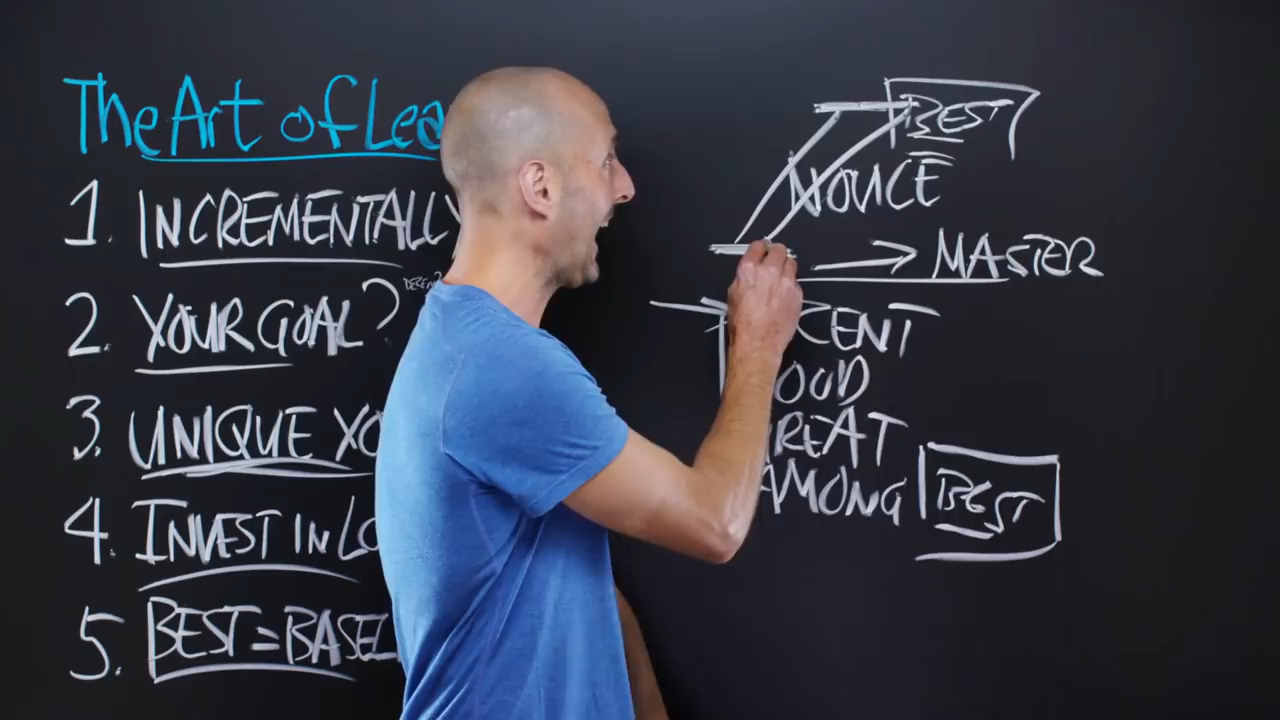 The Art of Lea
1. INCREMENTALLY
2. YOUR GOAL?
3. UNIQUE YO
4. INVEST IN LO
5. BEST = BASEL
BEST
NOVICE
→ MASTER
CENT
OOD
REAT
AMONG BEST